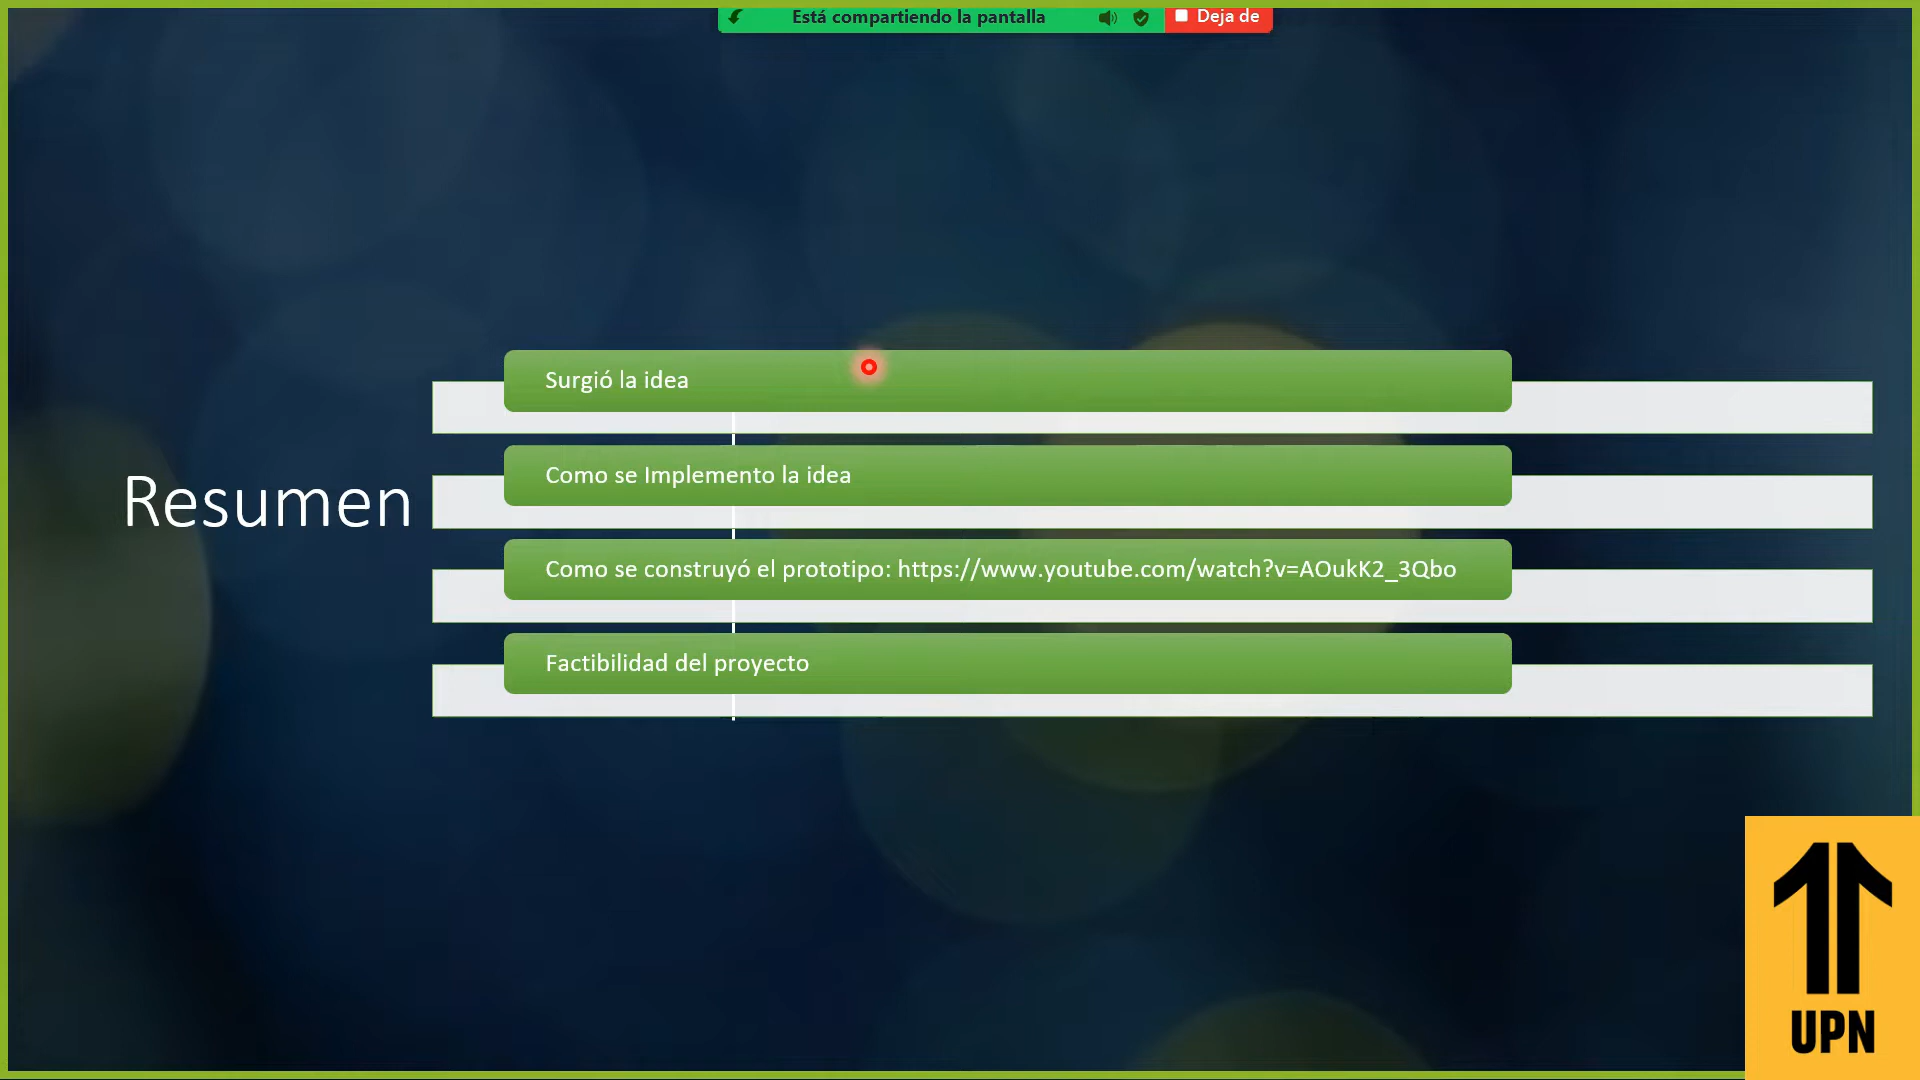 Está compartiendo la pantalla
Deja de
Resumen
Surgió la idea
Como se Implemento la idea
Como se construyó el prototipo: https://www.youtube.com/watch?v=AOukK2_3Qbo
Factibilidad del proyecto
UPN